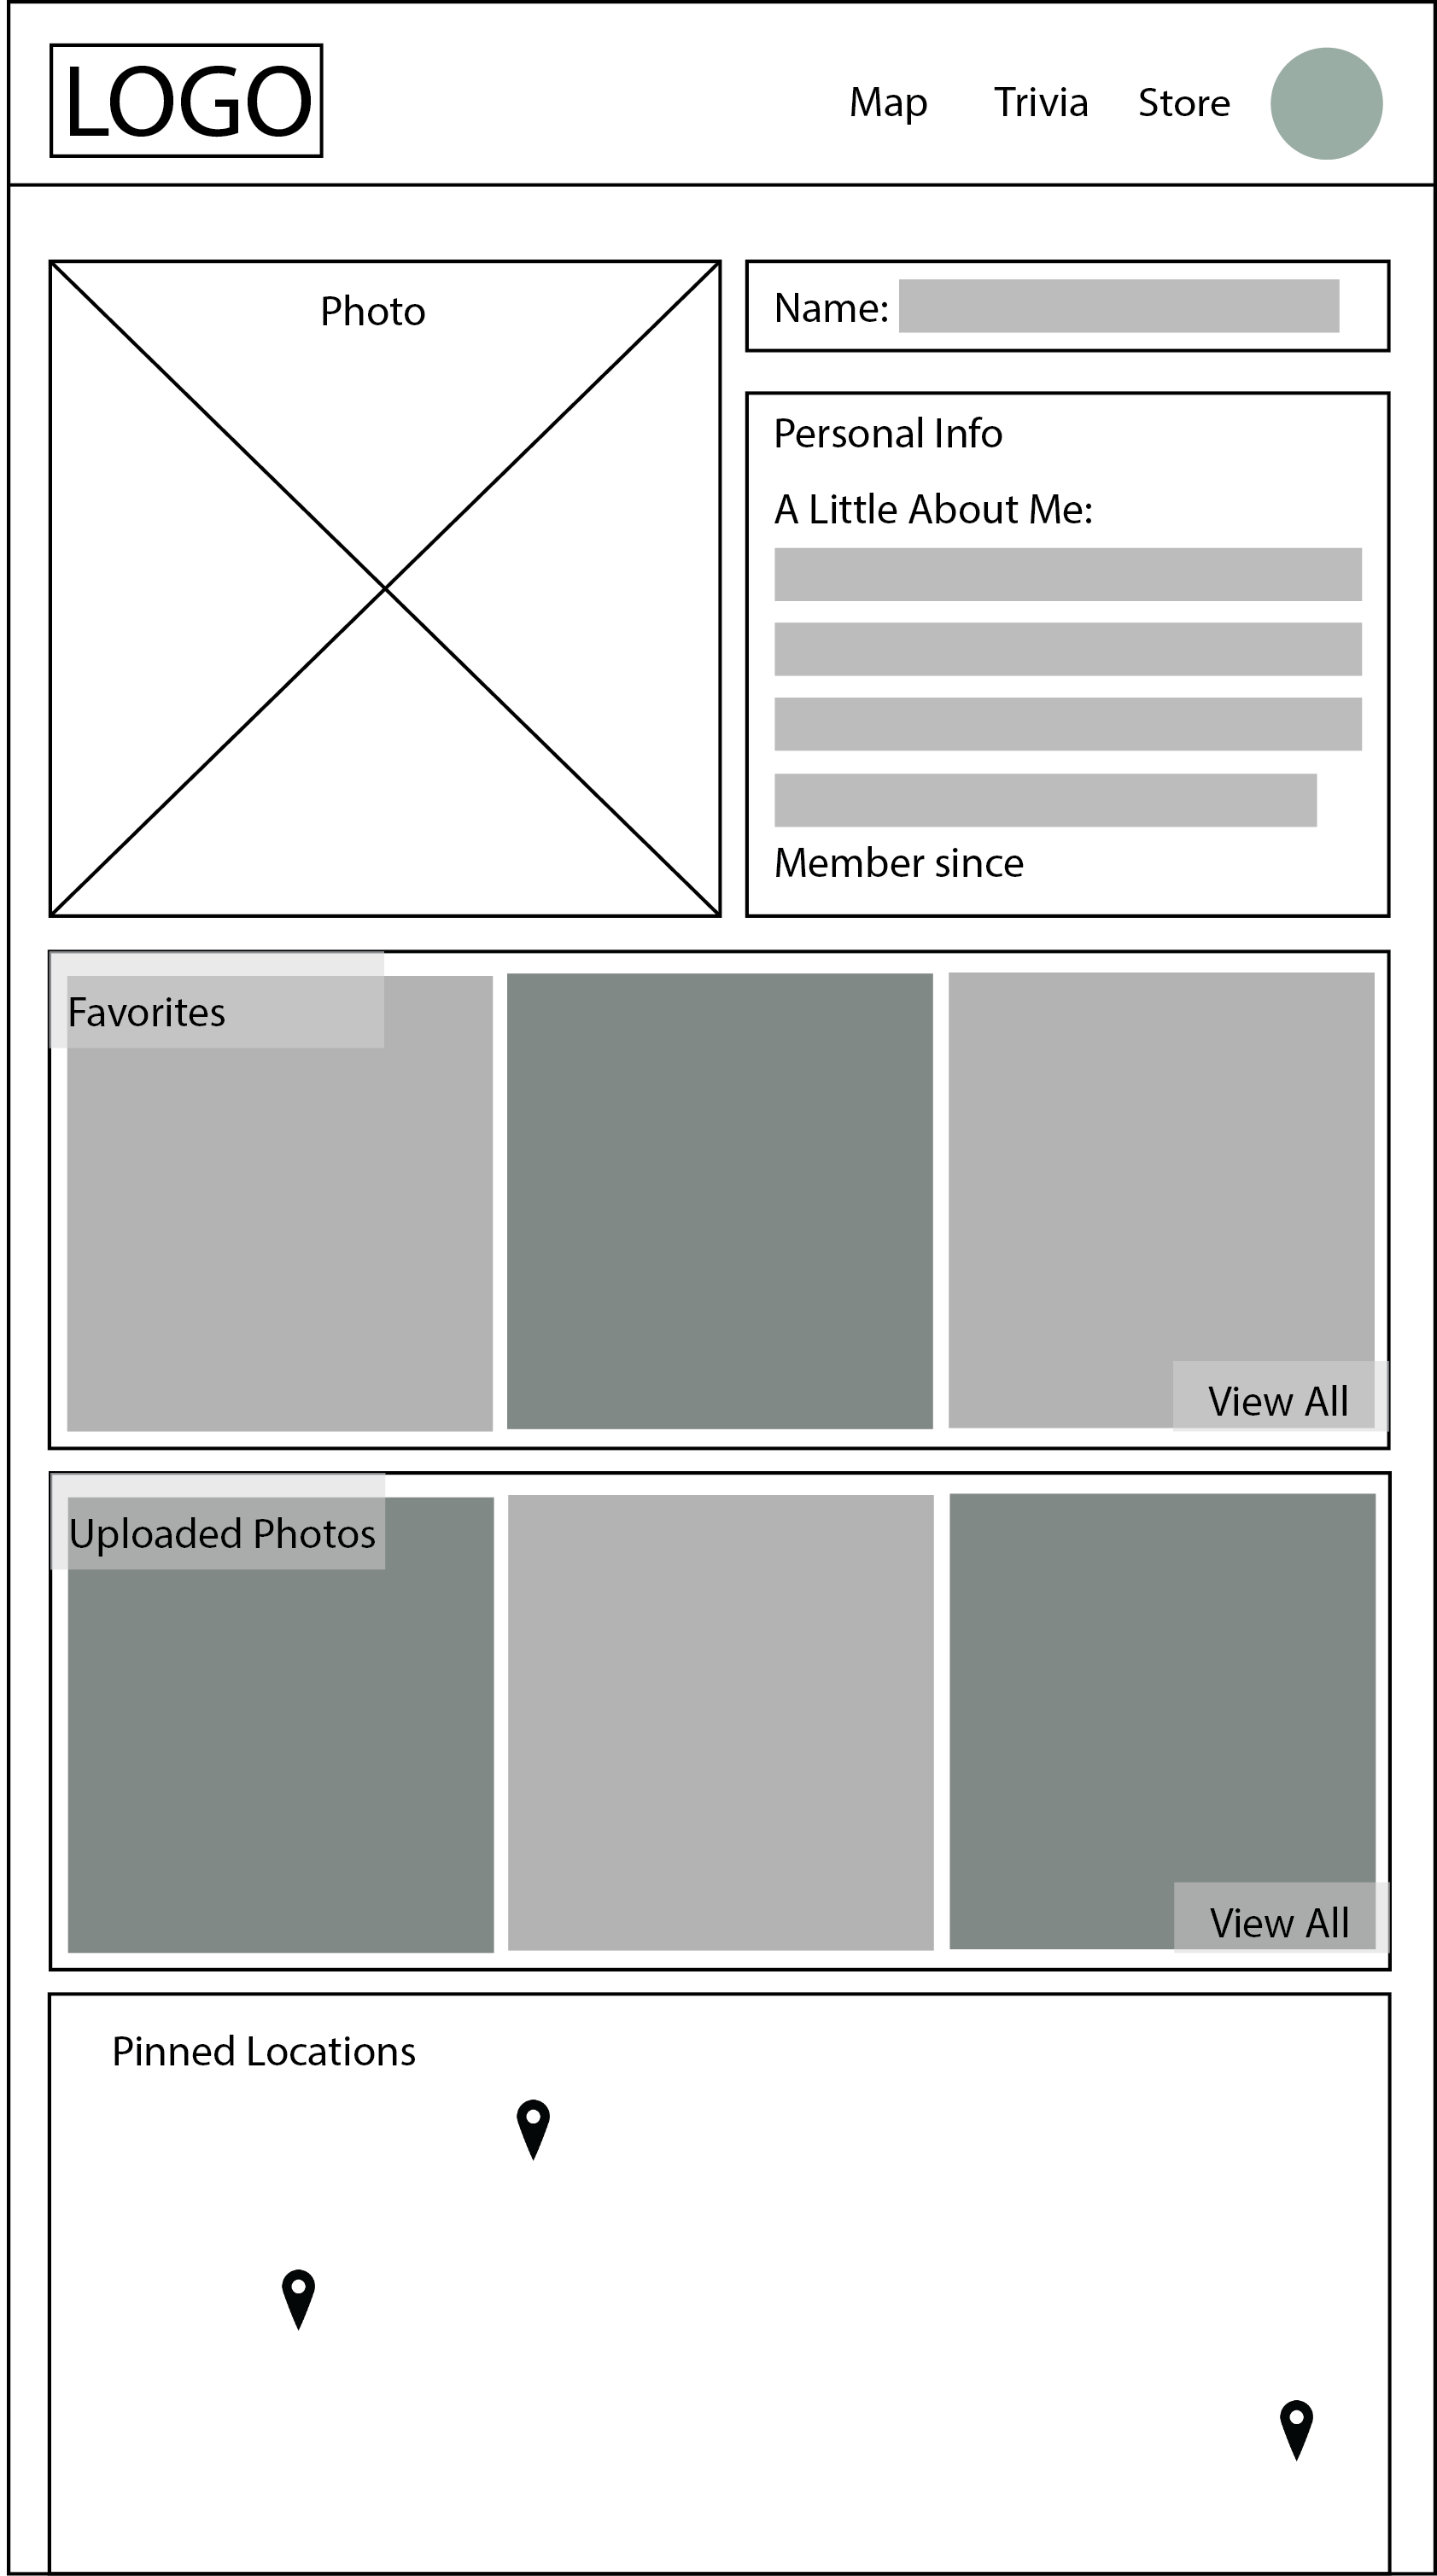 LOGO
Map Trivia Store
Photo
Name:
Personal Info
A Little About Me:
Member since
Favorites
View All
Uploaded Photos
View All
Pinned Locations